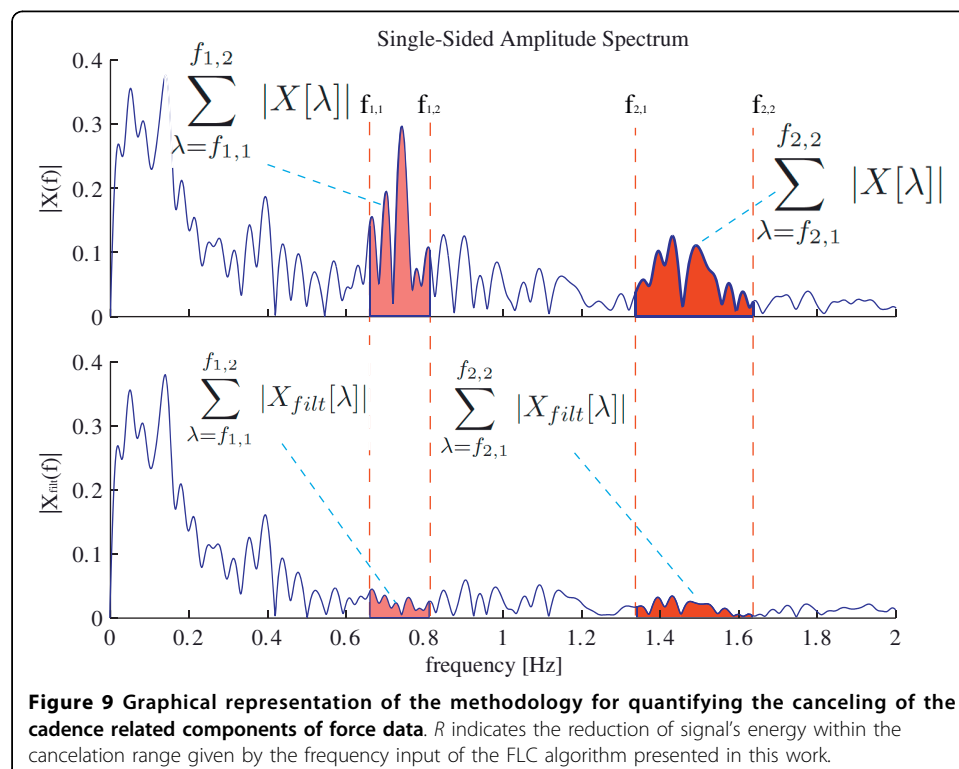 Single-Sided Amplitude Spectrum
0.4
0.3
0.2
0.1
0
|X(f)|
f₁,₂
∑ |X[λ]|
λ=f₁,₁
f₁,₁ f₁,₂ f₂,₁ f₂,₂
f₂,₂
∑ |X[λ]|
λ=f₂,₁
0.4
0.3
0.2
0.1
0
|X_filt(f)|
f₁,₂
∑ |X_filt[λ]|
λ=f₁,₁
f₂,₂
∑ |X_filt[λ]|
λ=f₂,₁
0 0.2 0.4 0.6 0.8 1 1.2 1.4 1.6 1.8 2
frequency [Hz]
Figure 9 Graphical representation of the methodology for quantifying the canceling of the
cadence related components of force data. R indicates the reduction of signal's energy within the
cancelation range given by the frequency input of the FLC algorithm presented in this work.